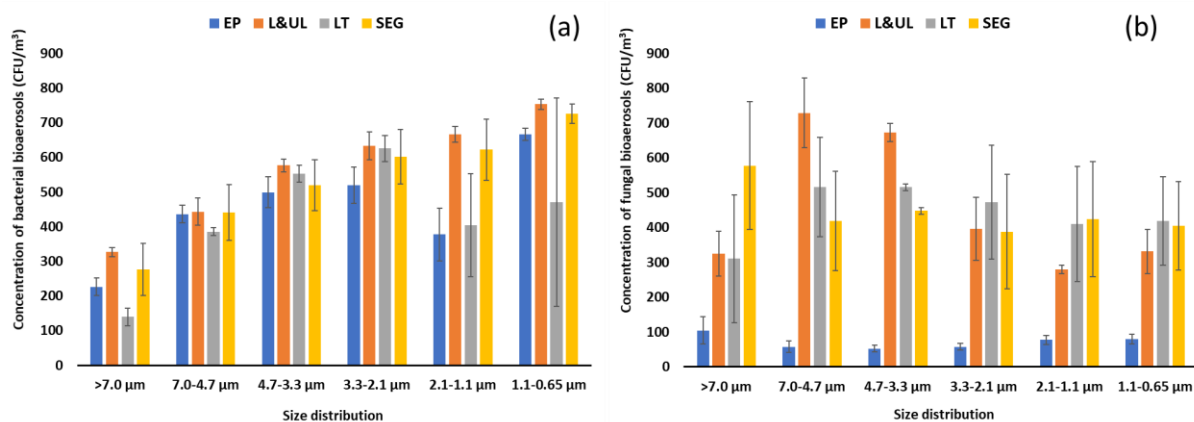 EP L&UL LT SEG
(a)
Concentration of bacterial bioaerosols (CFU/m³)
900
800
700
600
500
400
300
200
100
0
>7.0 µm 7.0-4.7 µm 4.7-3.3 µm 3.3-2.1 µm 2.1-1.1 µm 1.1-0.65 µm
Size distribution
EP L&UL LT SEG
(b)
Concentration of fungal bioaerosols (CFU/m³)
900
800
700
600
500
400
300
200
100
0
>7.0 µm 7.0-4.7 µm 4.7-3.3 µm 3.3-2.1 µm 2.1-1.1 µm 1.1-0.65 µm
Size distribution